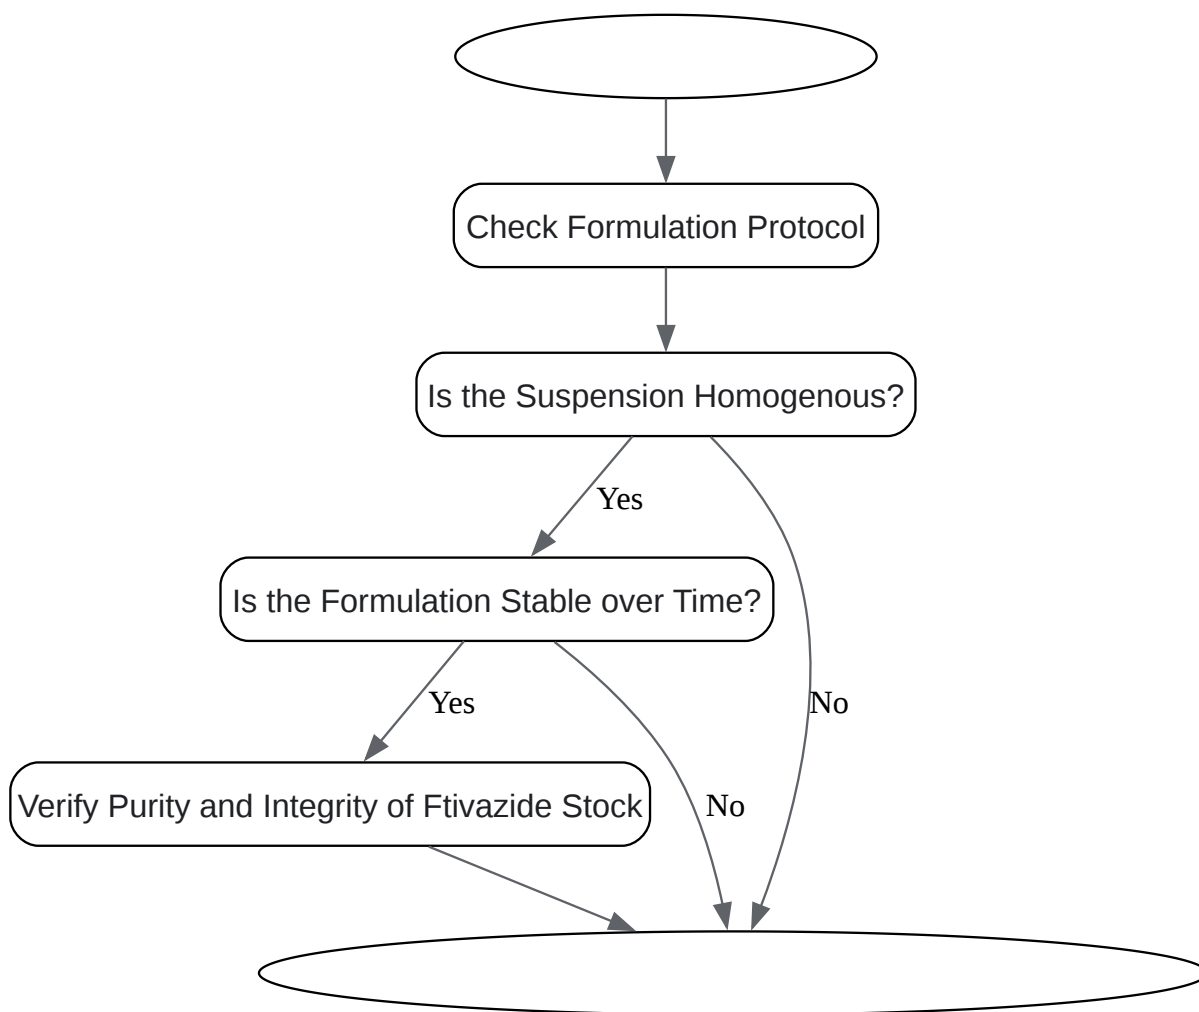 Check Formulation Protocol
Is the Suspension Homogenous?
Yes
Is the Formulation Stable over Time?
Yes
No
Verify Purity and Integrity of Ftivazide Stock
No